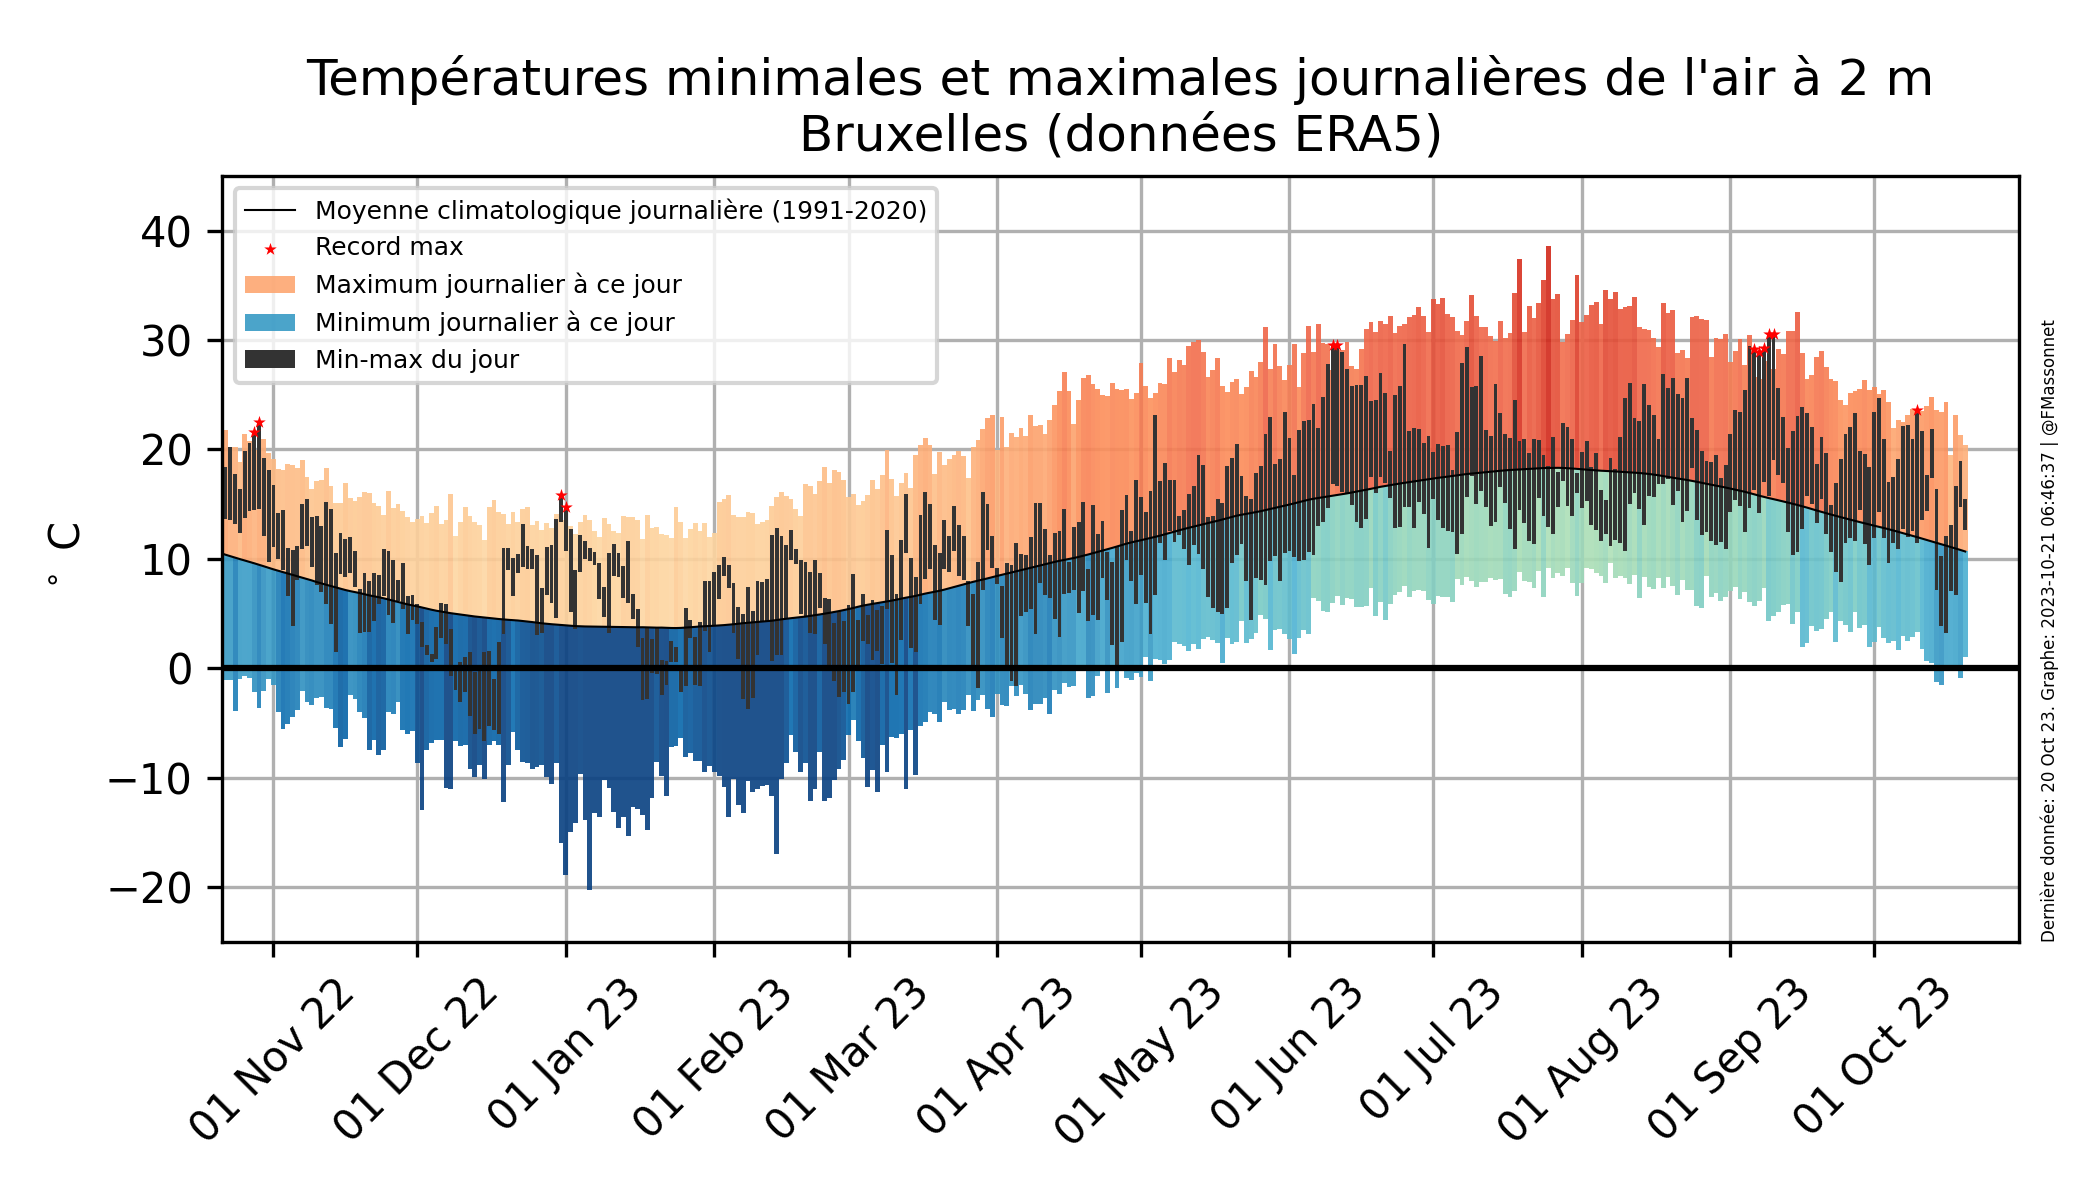 Températures minimales et maximales journalières de l'air à 2 m
Bruxelles (données ERA5)
Moyenne climatologique journalière (1991-2020)
Record max
Maximum journalier à ce jour
Minimum journalier à ce jour
Min-max du jour
° C
40
30
20
10
0
−10
−20
01 Nov 22
01 Dec 22
01 Jan 23
01 Feb 23
01 Mar 23
01 Apr 23
01 May 23
01 Jun 23
01 Jul 23
01 Aug 23
01 Sep 23
01 Oct 23
Dernière donnée: 20 Oct 23. Graphe: 2023-10-21 06:46:37 | @FMassonnet